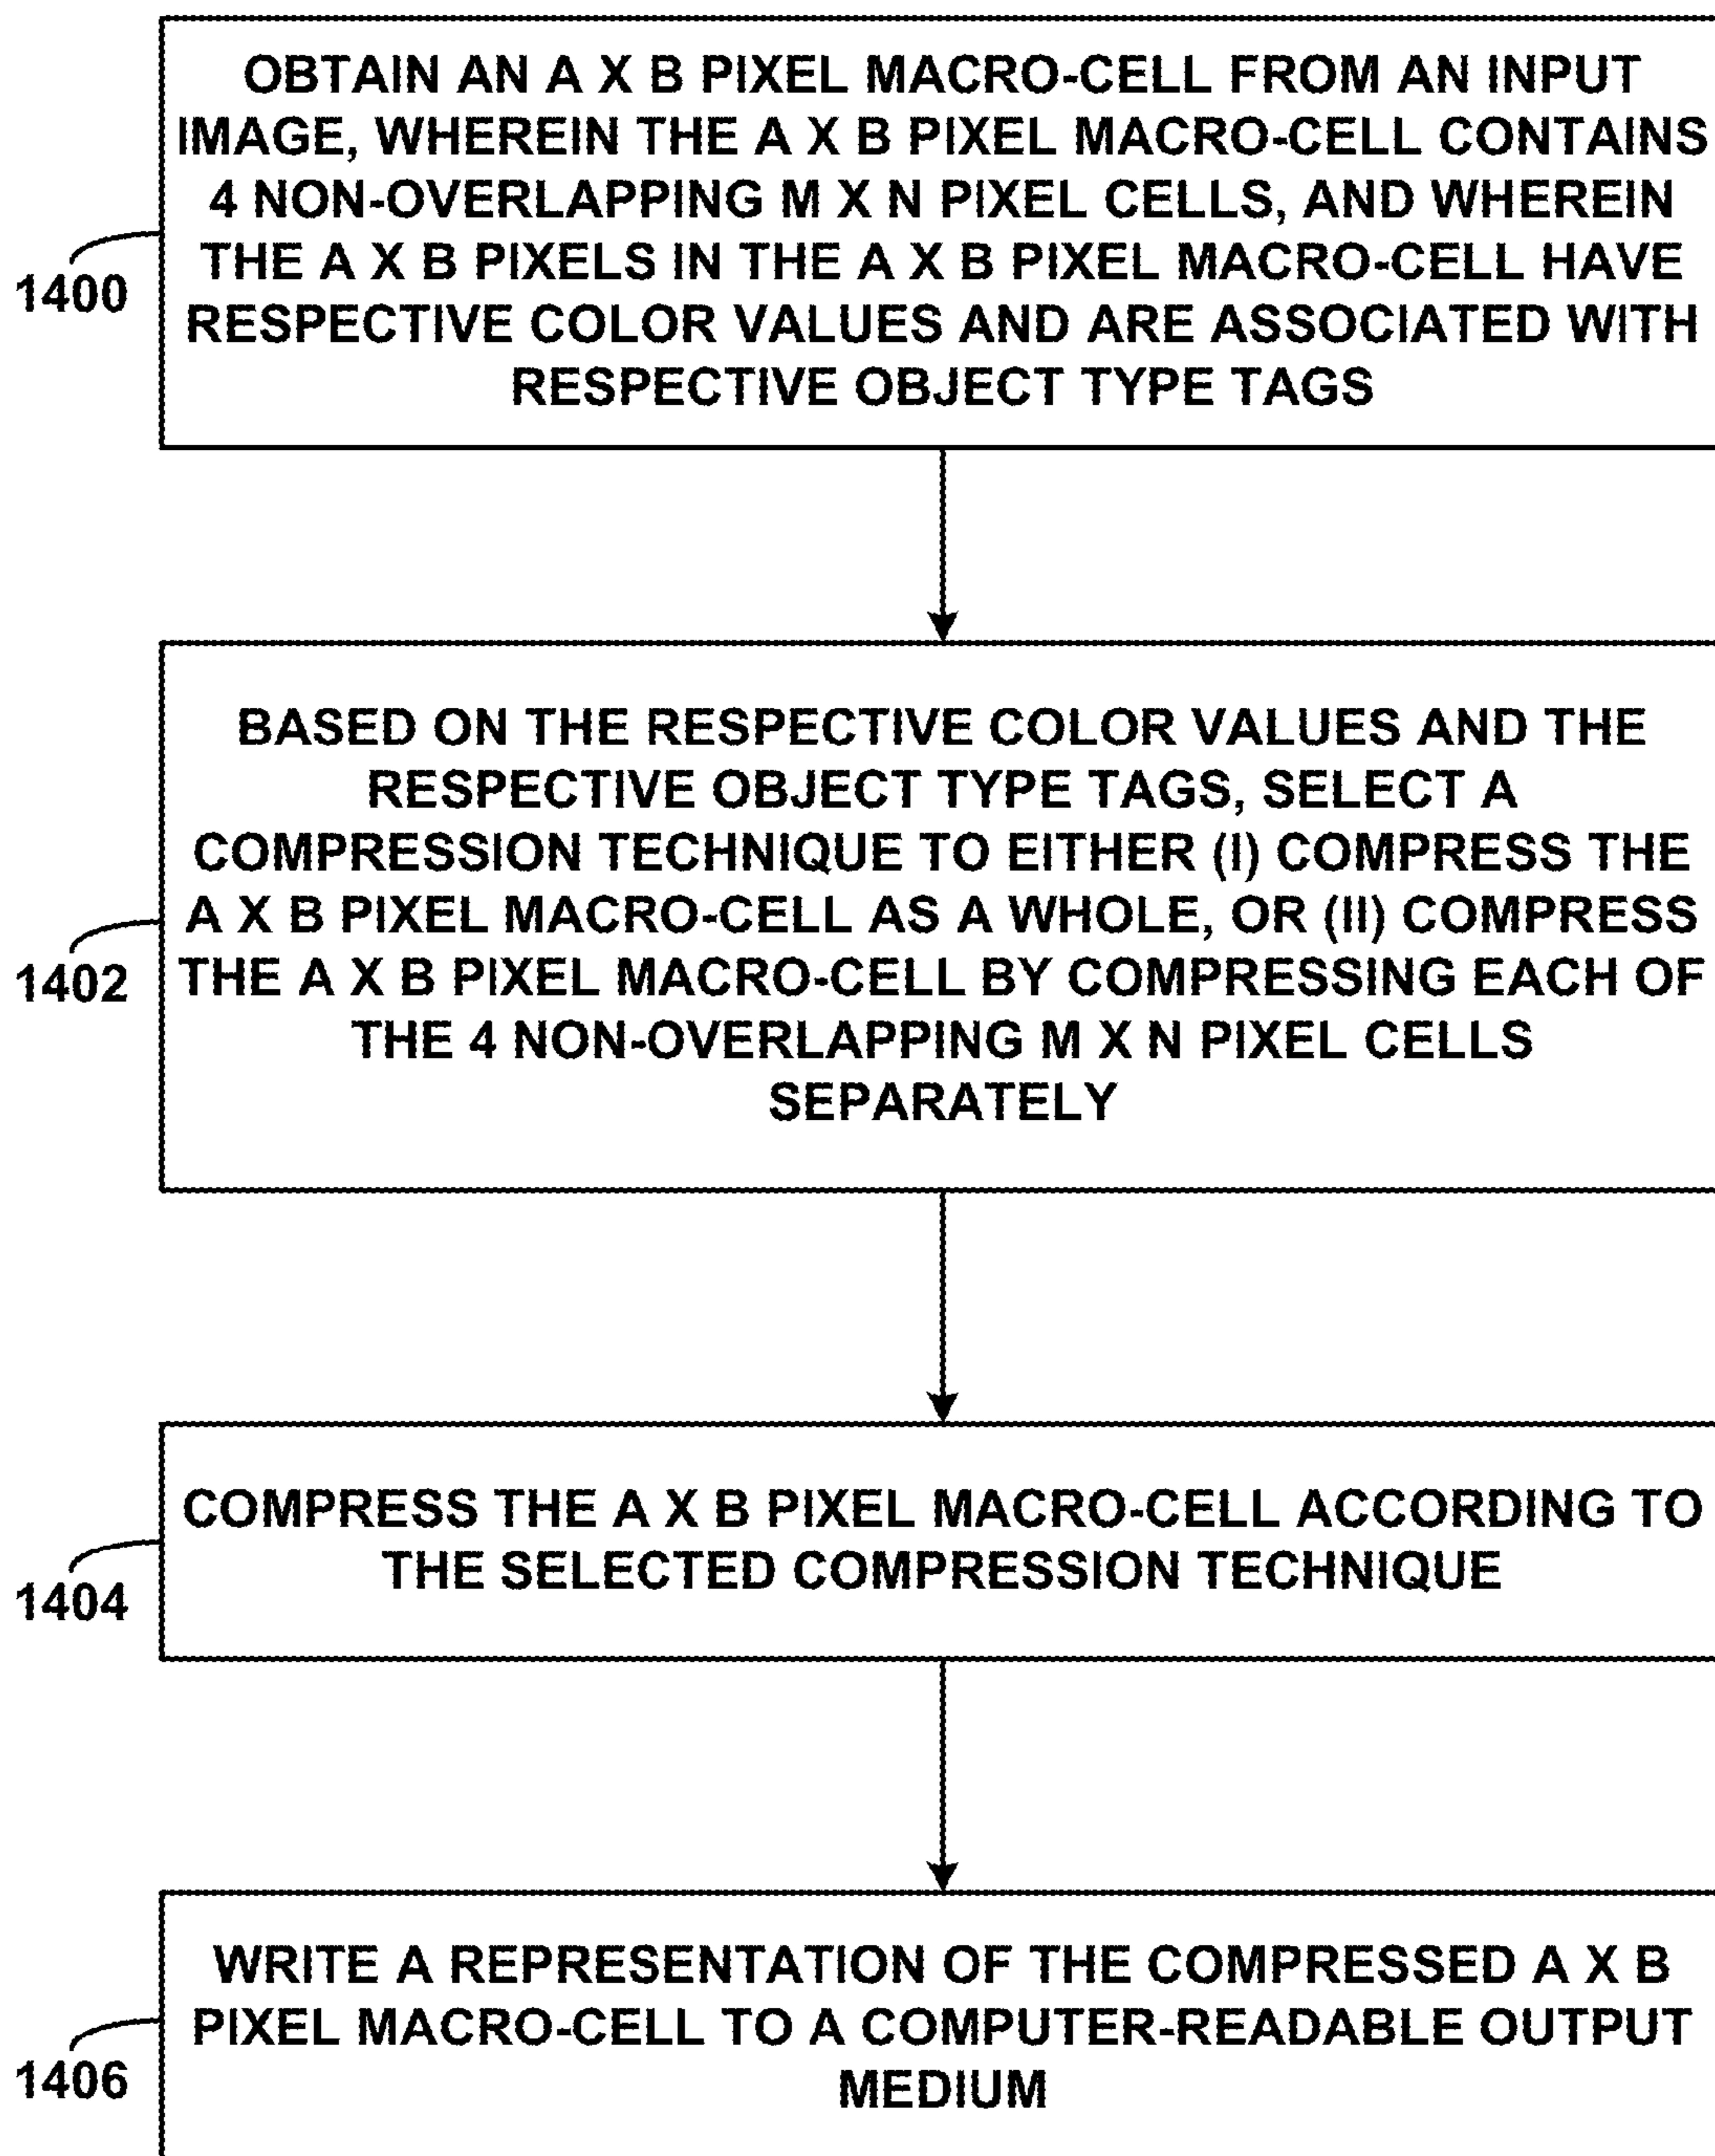 OBTAIN AN A X B PIXEL MACRO-CELL FROM AN INPUT
IMAGE, WHEREIN THE A X B PIXEL MACRO-CELL CONTAINS
4 NON-OVERLAPPING M X N PIXEL CELLS, AND WHEREIN
THE A X B PIXELS IN THE A X B PIXEL MACRO-CELL HAVE
RESPECTIVE COLOR VALUES AND ARE ASSOCIATED WITH
RESPECTIVE OBJECT TYPE TAGS
1400
BASED ON THE RESPECTIVE COLOR VALUES AND THE
RESPECTIVE OBJECT TYPE TAGS, SELECT A
COMPRESSION TECHNIQUE TO EITHER (I) COMPRESS THE
A X B PIXEL MACRO-CELL AS A WHOLE, OR (II) COMPRESS
THE A X B PIXEL MACRO-CELL BY COMPRESSING EACH OF
THE 4 NON-OVERLAPPING M X N PIXEL CELLS
SEPARATELY
1402
COMPRESS THE A X B PIXEL MACRO-CELL ACCORDING TO
THE SELECTED COMPRESSION TECHNIQUE
1404
WRITE A REPRESENTATION OF THE COMPRESSED A X B
PIXEL MACRO-CELL TO A COMPUTER-READABLE OUTPUT
MEDIUM
1406